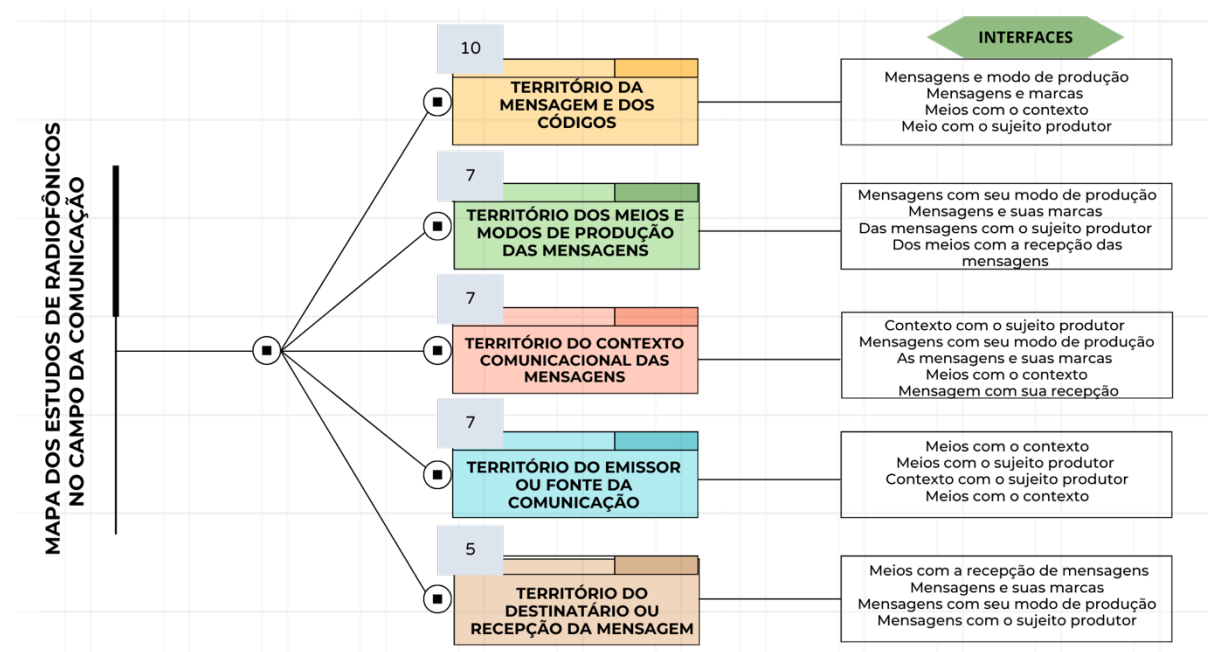 MAPA DOS ESTUDOS DE RADIOFÔNICOS
NO CAMPO DA COMUNICAÇÃO
INTERFACES
10
TERRITÓRIO DA
MENSAGEM E DOS
CÓDIGOS
Mensagens e modo de produção
Mensagens e marcas
Meios com o contexto
Meio com o sujeito produtor
7
TERRITÓRIO DOS MEIOS E
MODOS DE PRODUÇÃO
DAS MENSAGENS
Mensagens com seu modo de produção
Mensagens e suas marcas
Das mensagens com o sujeito produtor
Dos meios com a recepção das
mensagens
7
TERRITÓRIO DO CONTEXTO
COMUNICACIONAL DAS
MENSAGENS
Contexto com o sujeito produtor
Mensagens com seu modo de produção
As mensagens e suas marcas
Meios com o contexto
Mensagem com sua recepção
7
TERRITÓRIO DO EMISSOR
OU FONTE DA
COMUNICAÇÃO
Meios com o contexto
Meios com o sujeito produtor
Contexto com o sujeito produtor
Meios com o contexto
5
TERRITÓRIO DO
DESTINATÁRIO OU
RECEPÇÃO DA MENSAGEM
Meios com a recepção de mensagens
Mensagens e suas marcas
Mensagens com seu modo de produção
Mensagens com o sujeito produtor